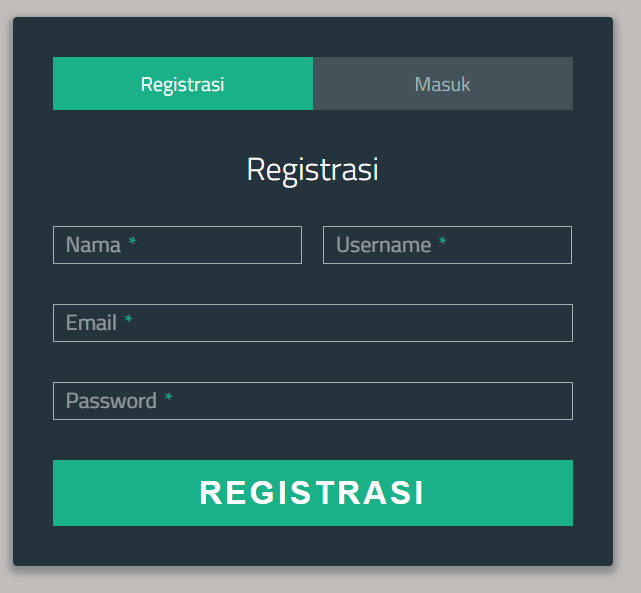 Registrasi Masuk
Registrasi
Nama * Username *
Email *
Password *
REGISTRASI